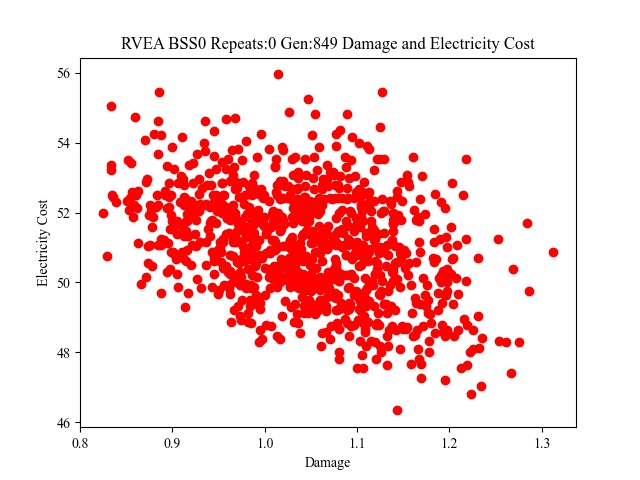 RVEA BSS0 Repeats:0 Gen:849 Damage and Electricity Cost
56
54
52
50
48
46
Electricity Cost
0.8 0.9 1.0 1.1 1.2 1.3
Damage